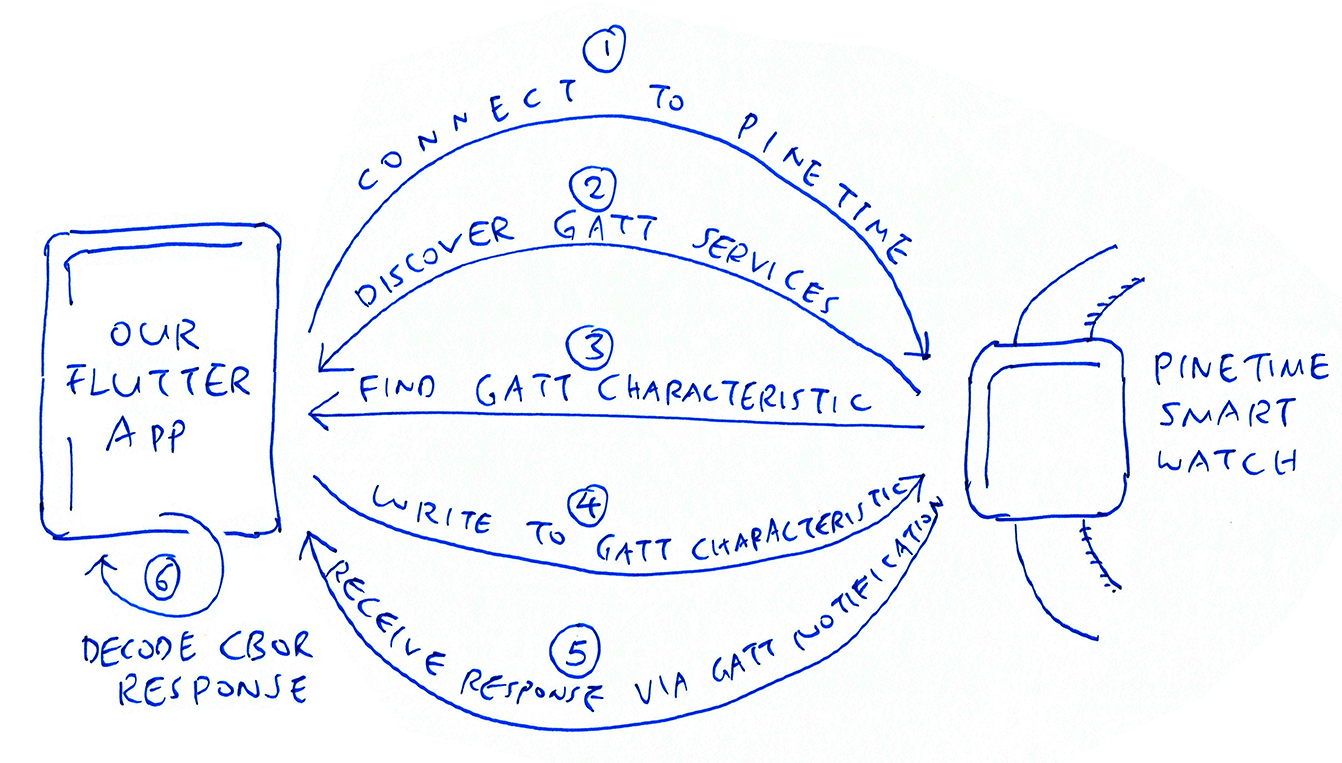 1
CONNECT TO PINETIME
2
DISCOVER GATT SERVICES
3
FIND GATT CHARACTERISTIC
OUR
FLUTTER
APP
PINETIME
SMART
WATCH
4
WRITE TO GATT CHARACTERISTIC
5
RECEIVE RESPONSE VIA GATT NOTIFICATION
6
DECODE CBOR
RESPONSE